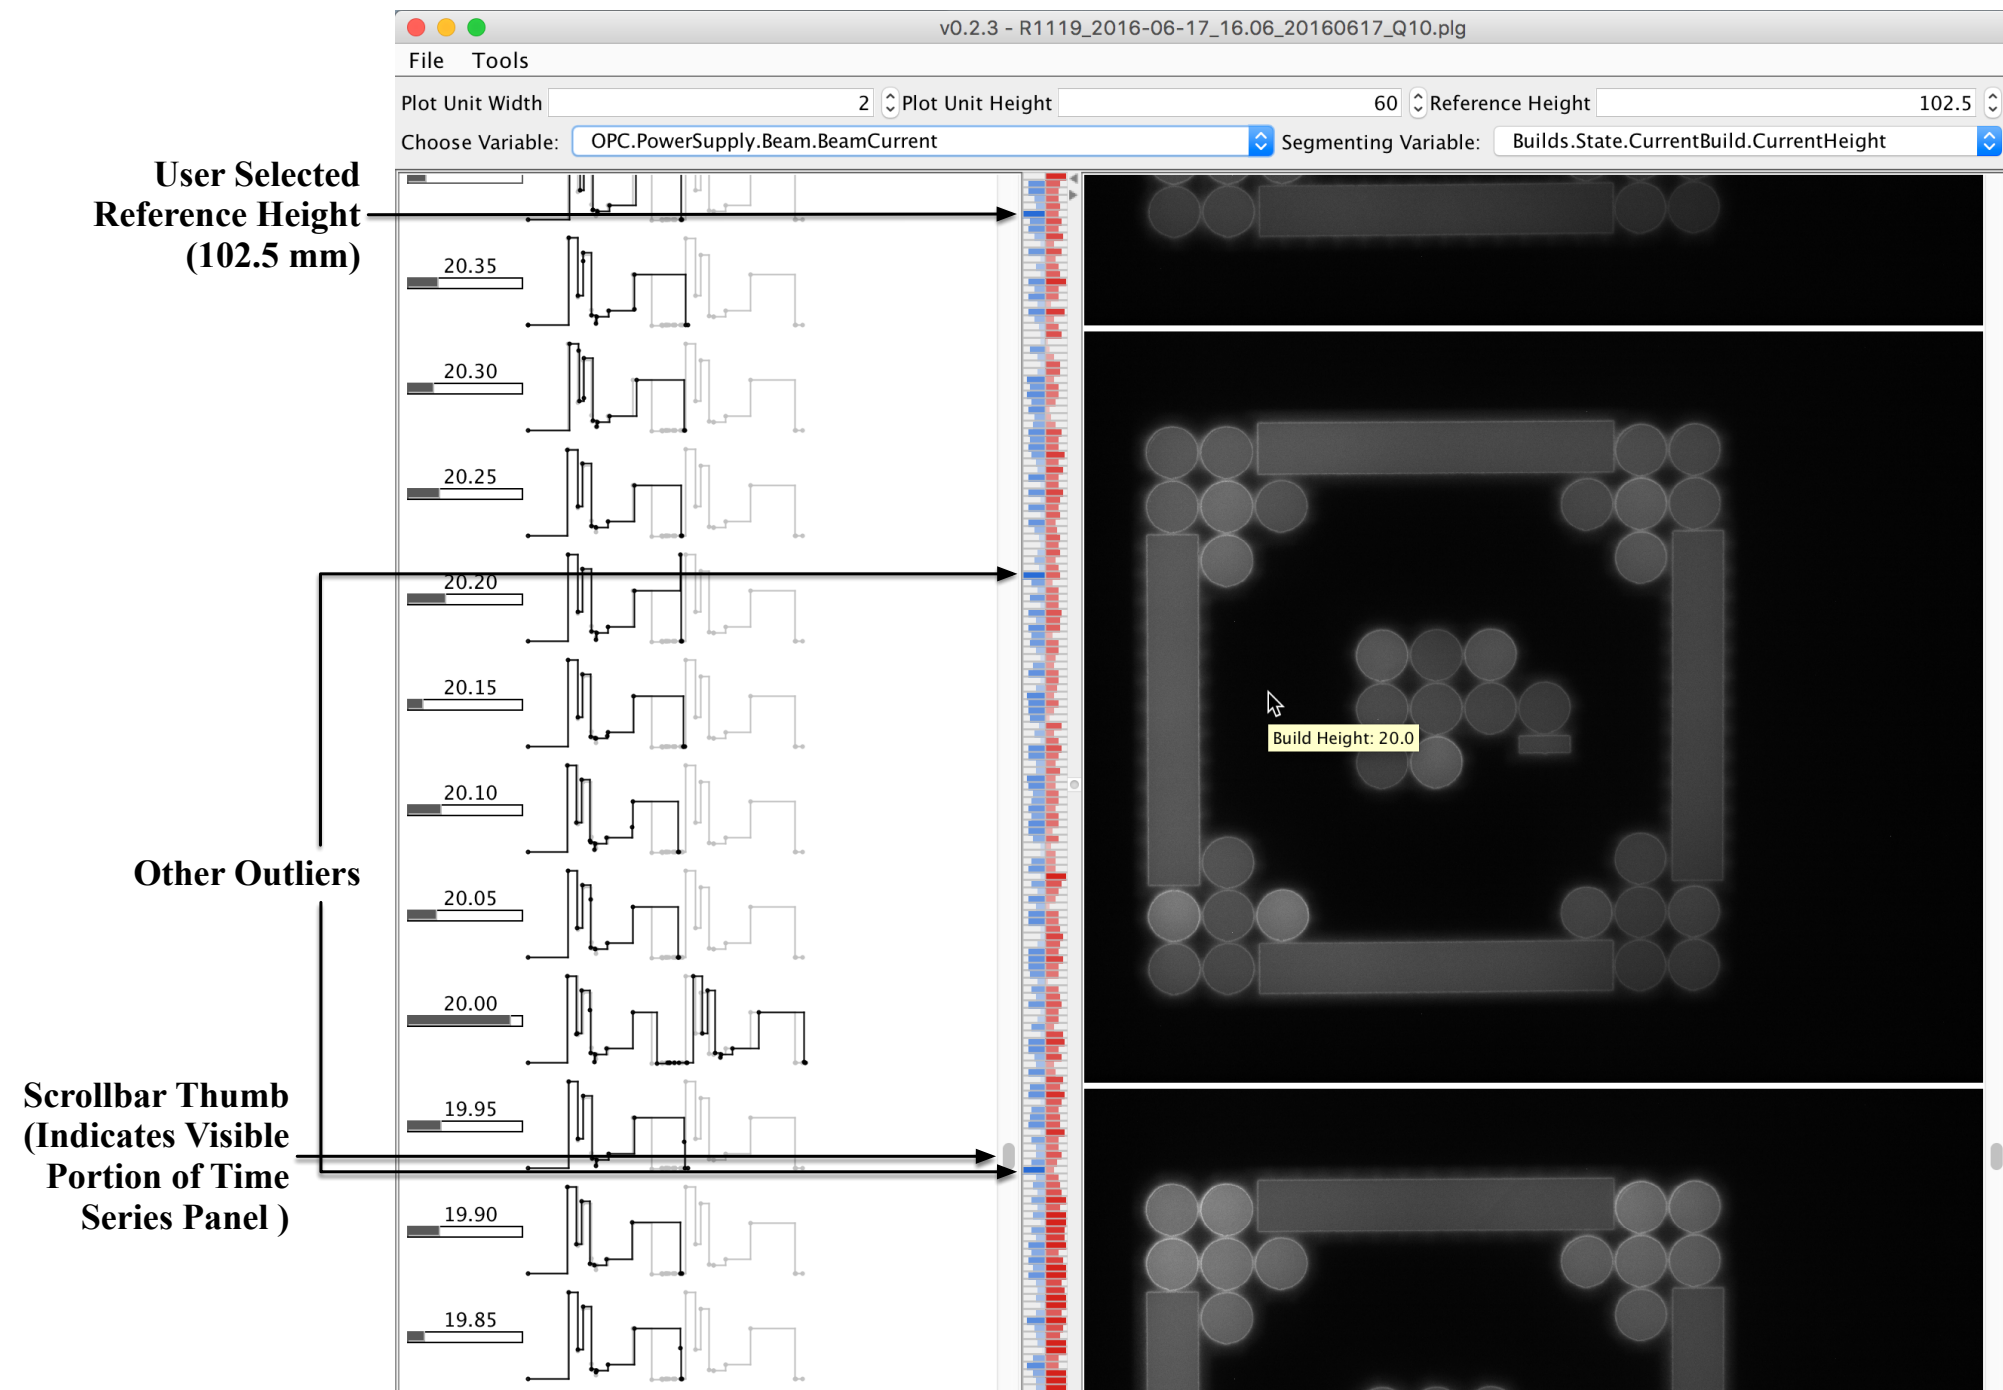 v0.2.3 - R1119_2016-06-17_16.06_20160617_Q10.plg
File Tools
Plot Unit Width 2 Plot Unit Height 60 Reference Height 102.5
Choose Variable: OPC.PowerSupply.Beam.BeamCurrent Segmenting Variable: Builds.State.CurrentBuild.CurrentHeight
User Selected
Reference Height
(102.5 mm)
20.35
20.30
20.25
20.20
20.15
Build Height: 20.0
20.10
Other Outliers
20.05
20.00
19.95
Scrollbar Thumb
(Indicates Visible
Portion of Time
Series Panel )
19.90
19.85